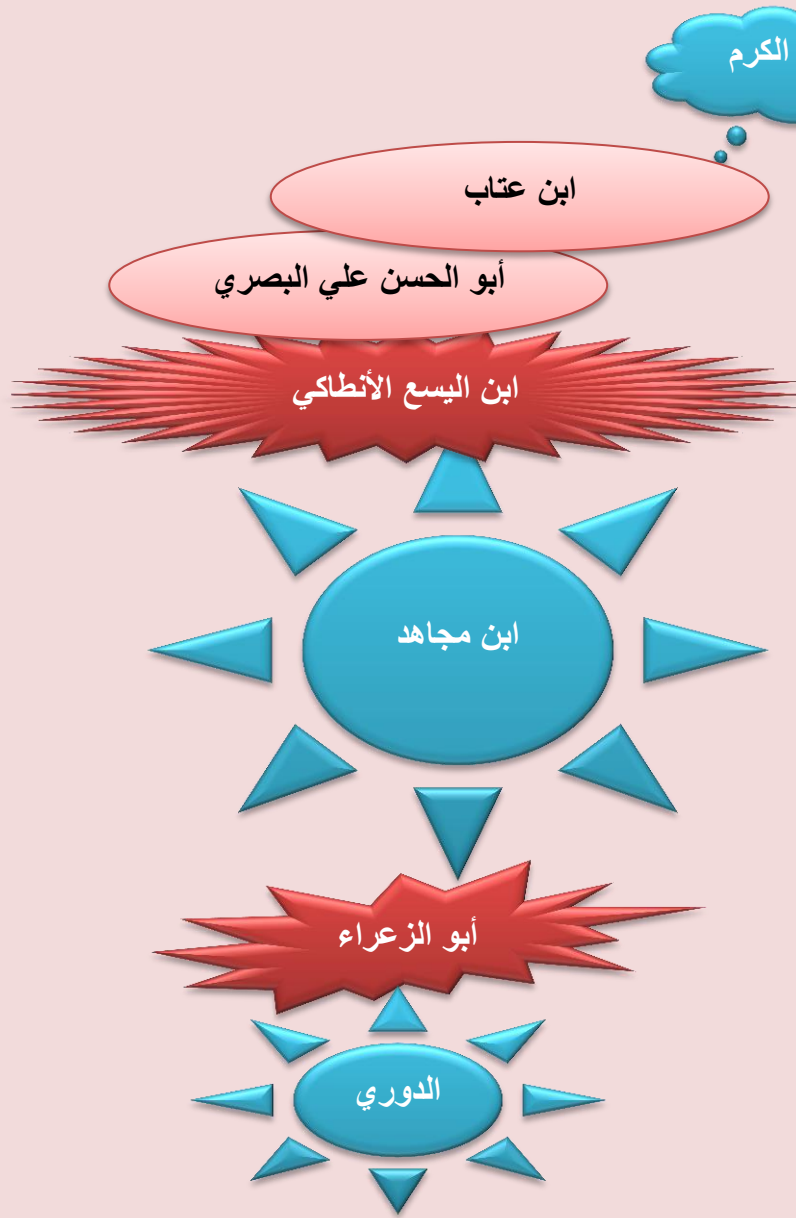 الكرم
ابن عتاب
أبو الحسن علي البصري
ابن اليسع الأنطاكي
ابن مجاهد
أبو الزعراء
الدوري